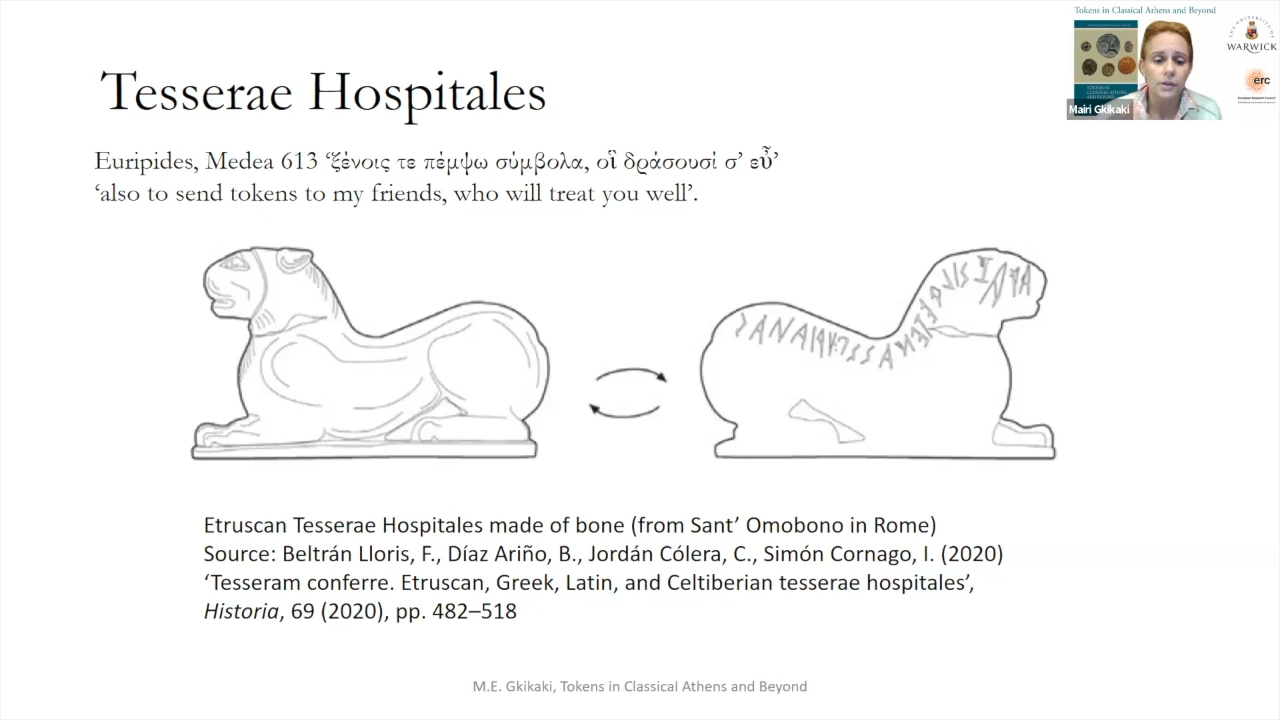 Tokens in Classical Athens and Beyond
WARWICK
erc
Mairi Gkikaki
Tesserae Hospitales
Euripides, Medea 613 ‘ξένοις τε πέμψω σύμβολα, οἳ δράσουσί σ’ εὖ’
‘also to send tokens to my friends, who will treat you well’.
Etruscan Tesserae Hospitales made of bone (from Sant’ Omobono in Rome)
Source: Beltrán Lloris, F., Díaz Ariño, B., Jordán Cólera, C., Simón Cornago, I. (2020)
‘Tesseram conferre. Etruscan, Greek, Latin, and Celtiberian tesserae hospitales’,
Historia, 69 (2020), pp. 482–518
M.E. Gkikaki, Tokens in Classical Athens and Beyond